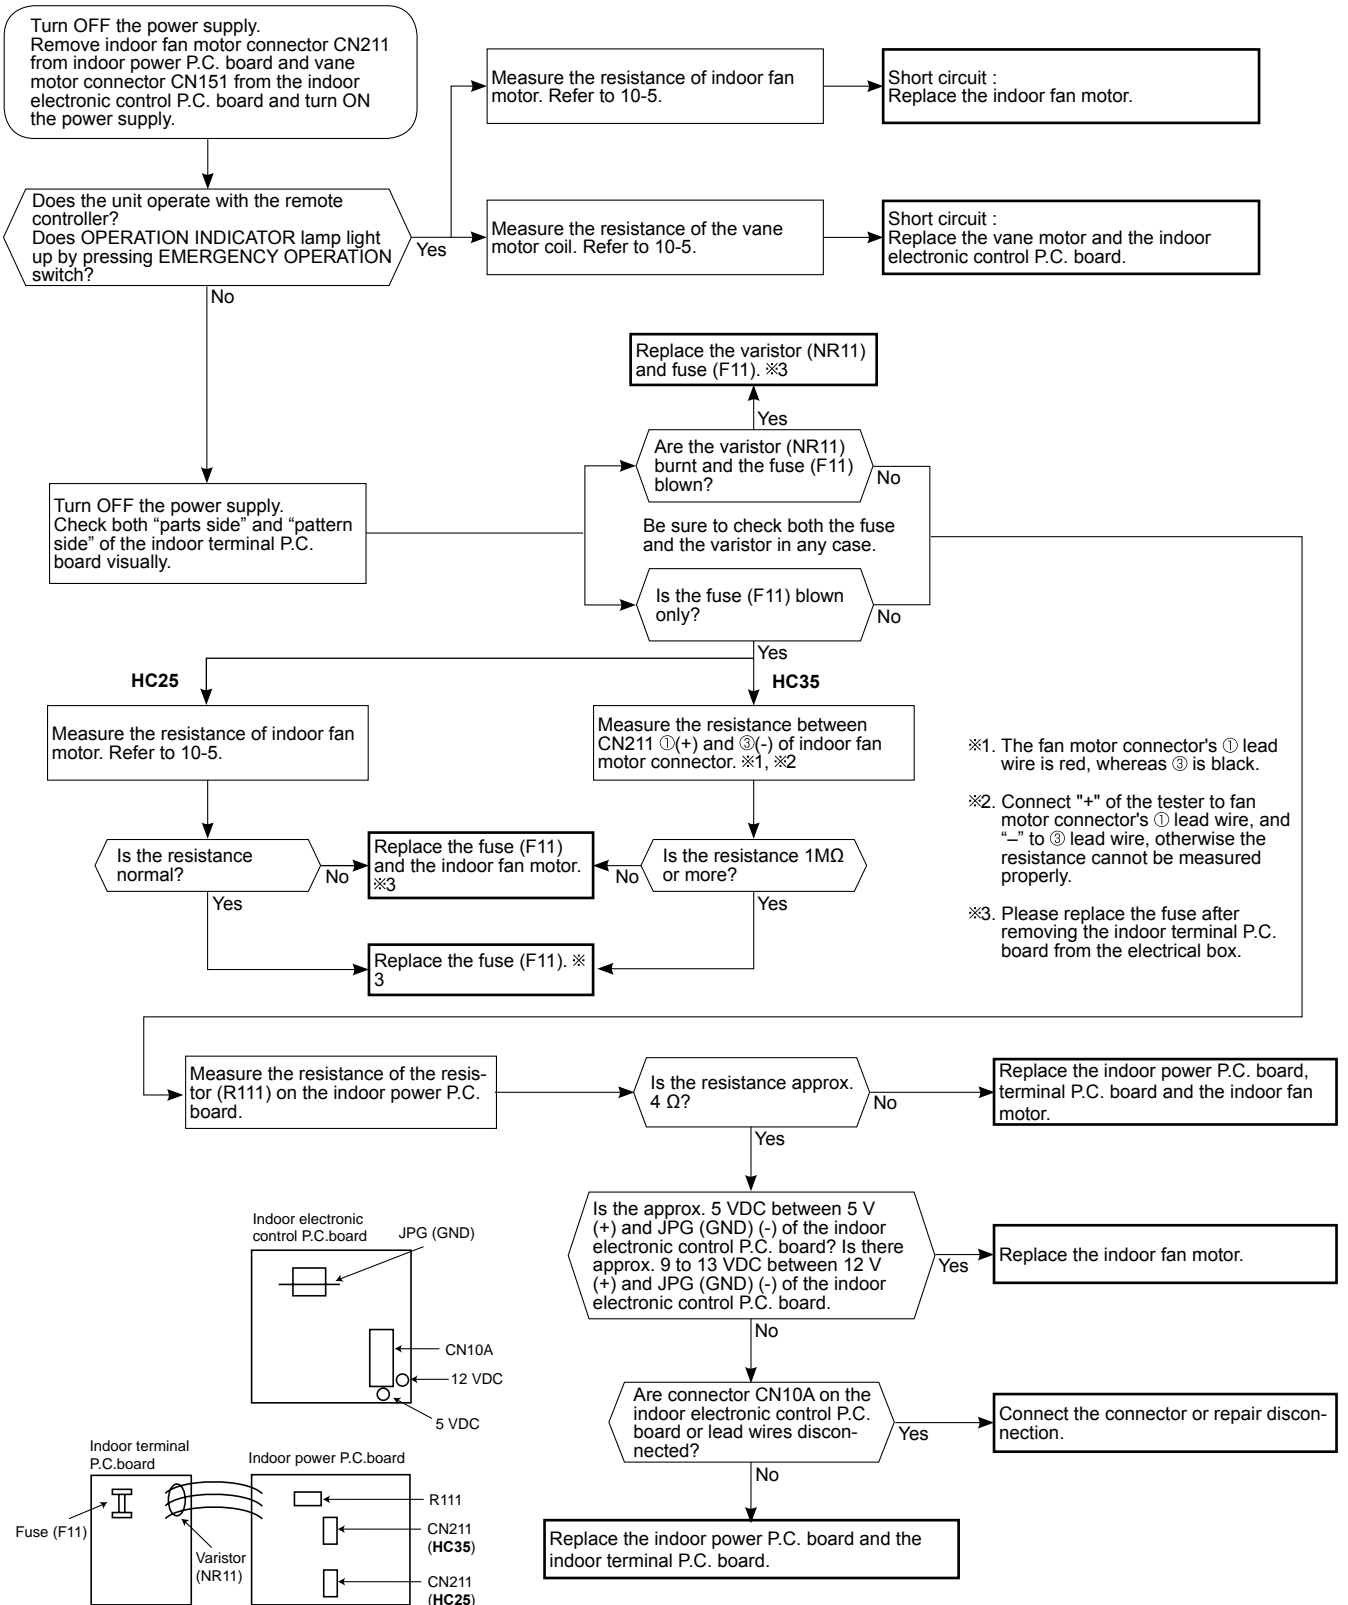 Turn OFF the power supply.
Remove indoor fan motor connector CN211
from indoor power P.C. board and vane
motor connector CN151 from the indoor
electronic control P.C. board and turn ON
the power supply.
Measure the resistance of indoor fan
motor. Refer to 10-5.
Short circuit :
Replace the indoor fan motor.
Does the unit operate with the remote
controller?
Does OPERATION INDICATOR lamp light
up by pressing EMERGENCY OPERATION
switch?
Yes
Measure the resistance of the vane
motor coil. Refer to 10-5.
Short circuit :
Replace the vane motor and the indoor
electronic control P.C. board.
No
Replace the varistor (NR11)
and fuse (F11). ※3
Yes
Are the varistor (NR11)
burnt and the fuse (F11)
blown?
No
Turn OFF the power supply.
Check both “parts side” and “pattern
side” of the indoor terminal P.C.
board visually.
Be sure to check both the fuse
and the varistor in any case.
Is the fuse (F11) blown
only?
No
Yes
HC25
HC35
Measure the resistance of indoor fan
motor. Refer to 10-5.
Measure the resistance between
CN211 ①(+) and ③(-) of indoor fan
motor connector. ※1, ※2
※1. The fan motor connector's ① lead
wire is red, whereas ③ is black.
※2. Connect "+" of the tester to fan
motor connector's ① lead wire, and
“–” to ③ lead wire, otherwise the
resistance cannot be measured
properly.
※3. Please replace the fuse after
removing the indoor terminal P.C.
board from the electrical box.
Is the resistance
normal?
No
Replace the fuse (F11)
and the indoor fan motor.
※3
No
Is the resistance 1MΩ
or more?
Yes
Yes
Replace the fuse (F11). ※
3
Measure the resistance of the resis-
tor (R111) on the indoor power P.C.
board.
Is the resistance approx.
4 Ω?
No
Replace the indoor power P.C. board,
terminal P.C. board and the indoor fan
motor.
Yes
Is the approx. 5 VDC between 5 V
(+) and JPG (GND) (-) of the indoor
electronic control P.C. board? Is there
approx. 9 to 13 VDC between 12 V
(+) and JPG (GND) (-) of the indoor
electronic control P.C. board.
Yes
Replace the indoor fan motor.
No
Are connector CN10A on the
indoor electronic control P.C.
board or lead wires discon-
nected?
Yes
Connect the connector or repair discon-
nection.
No
Replace the indoor power P.C. board and the
indoor terminal P.C. board.
Indoor electronic
control P.C.board
JPG (GND)
CN10A
12 VDC
5 VDC
Indoor terminal
P.C.board
Indoor power P.C.board
Fuse (F11)
Varistor
(NR11)
R111
CN211
(HC35)
CN211
(HC25)